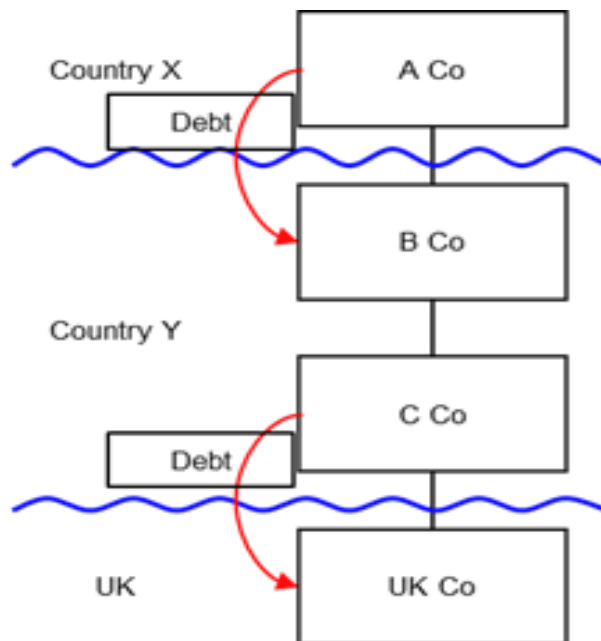 Country X
A Co
Debt
B Co
Country Y
C Co
Debt
UK
UK Co